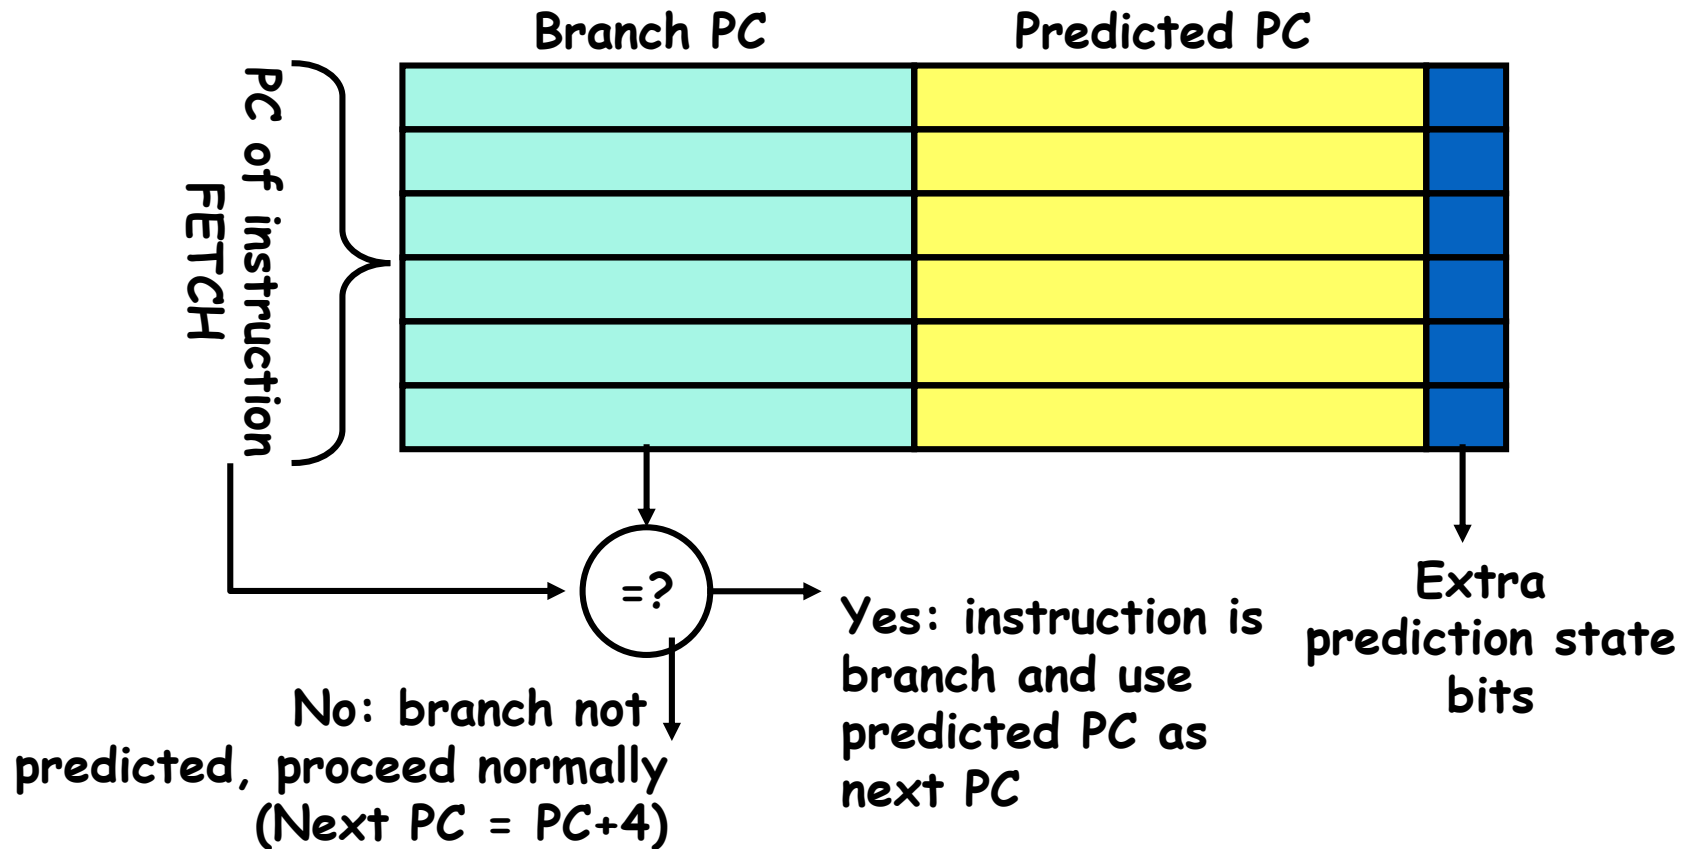 Branch PC
Predicted PC
PC of instruction
FETCH
=?
Yes: instruction is
branch and use
predicted PC as
next PC
Extra
prediction state
bits
No: branch not
predicted, proceed normally
(Next PC = PC+4)